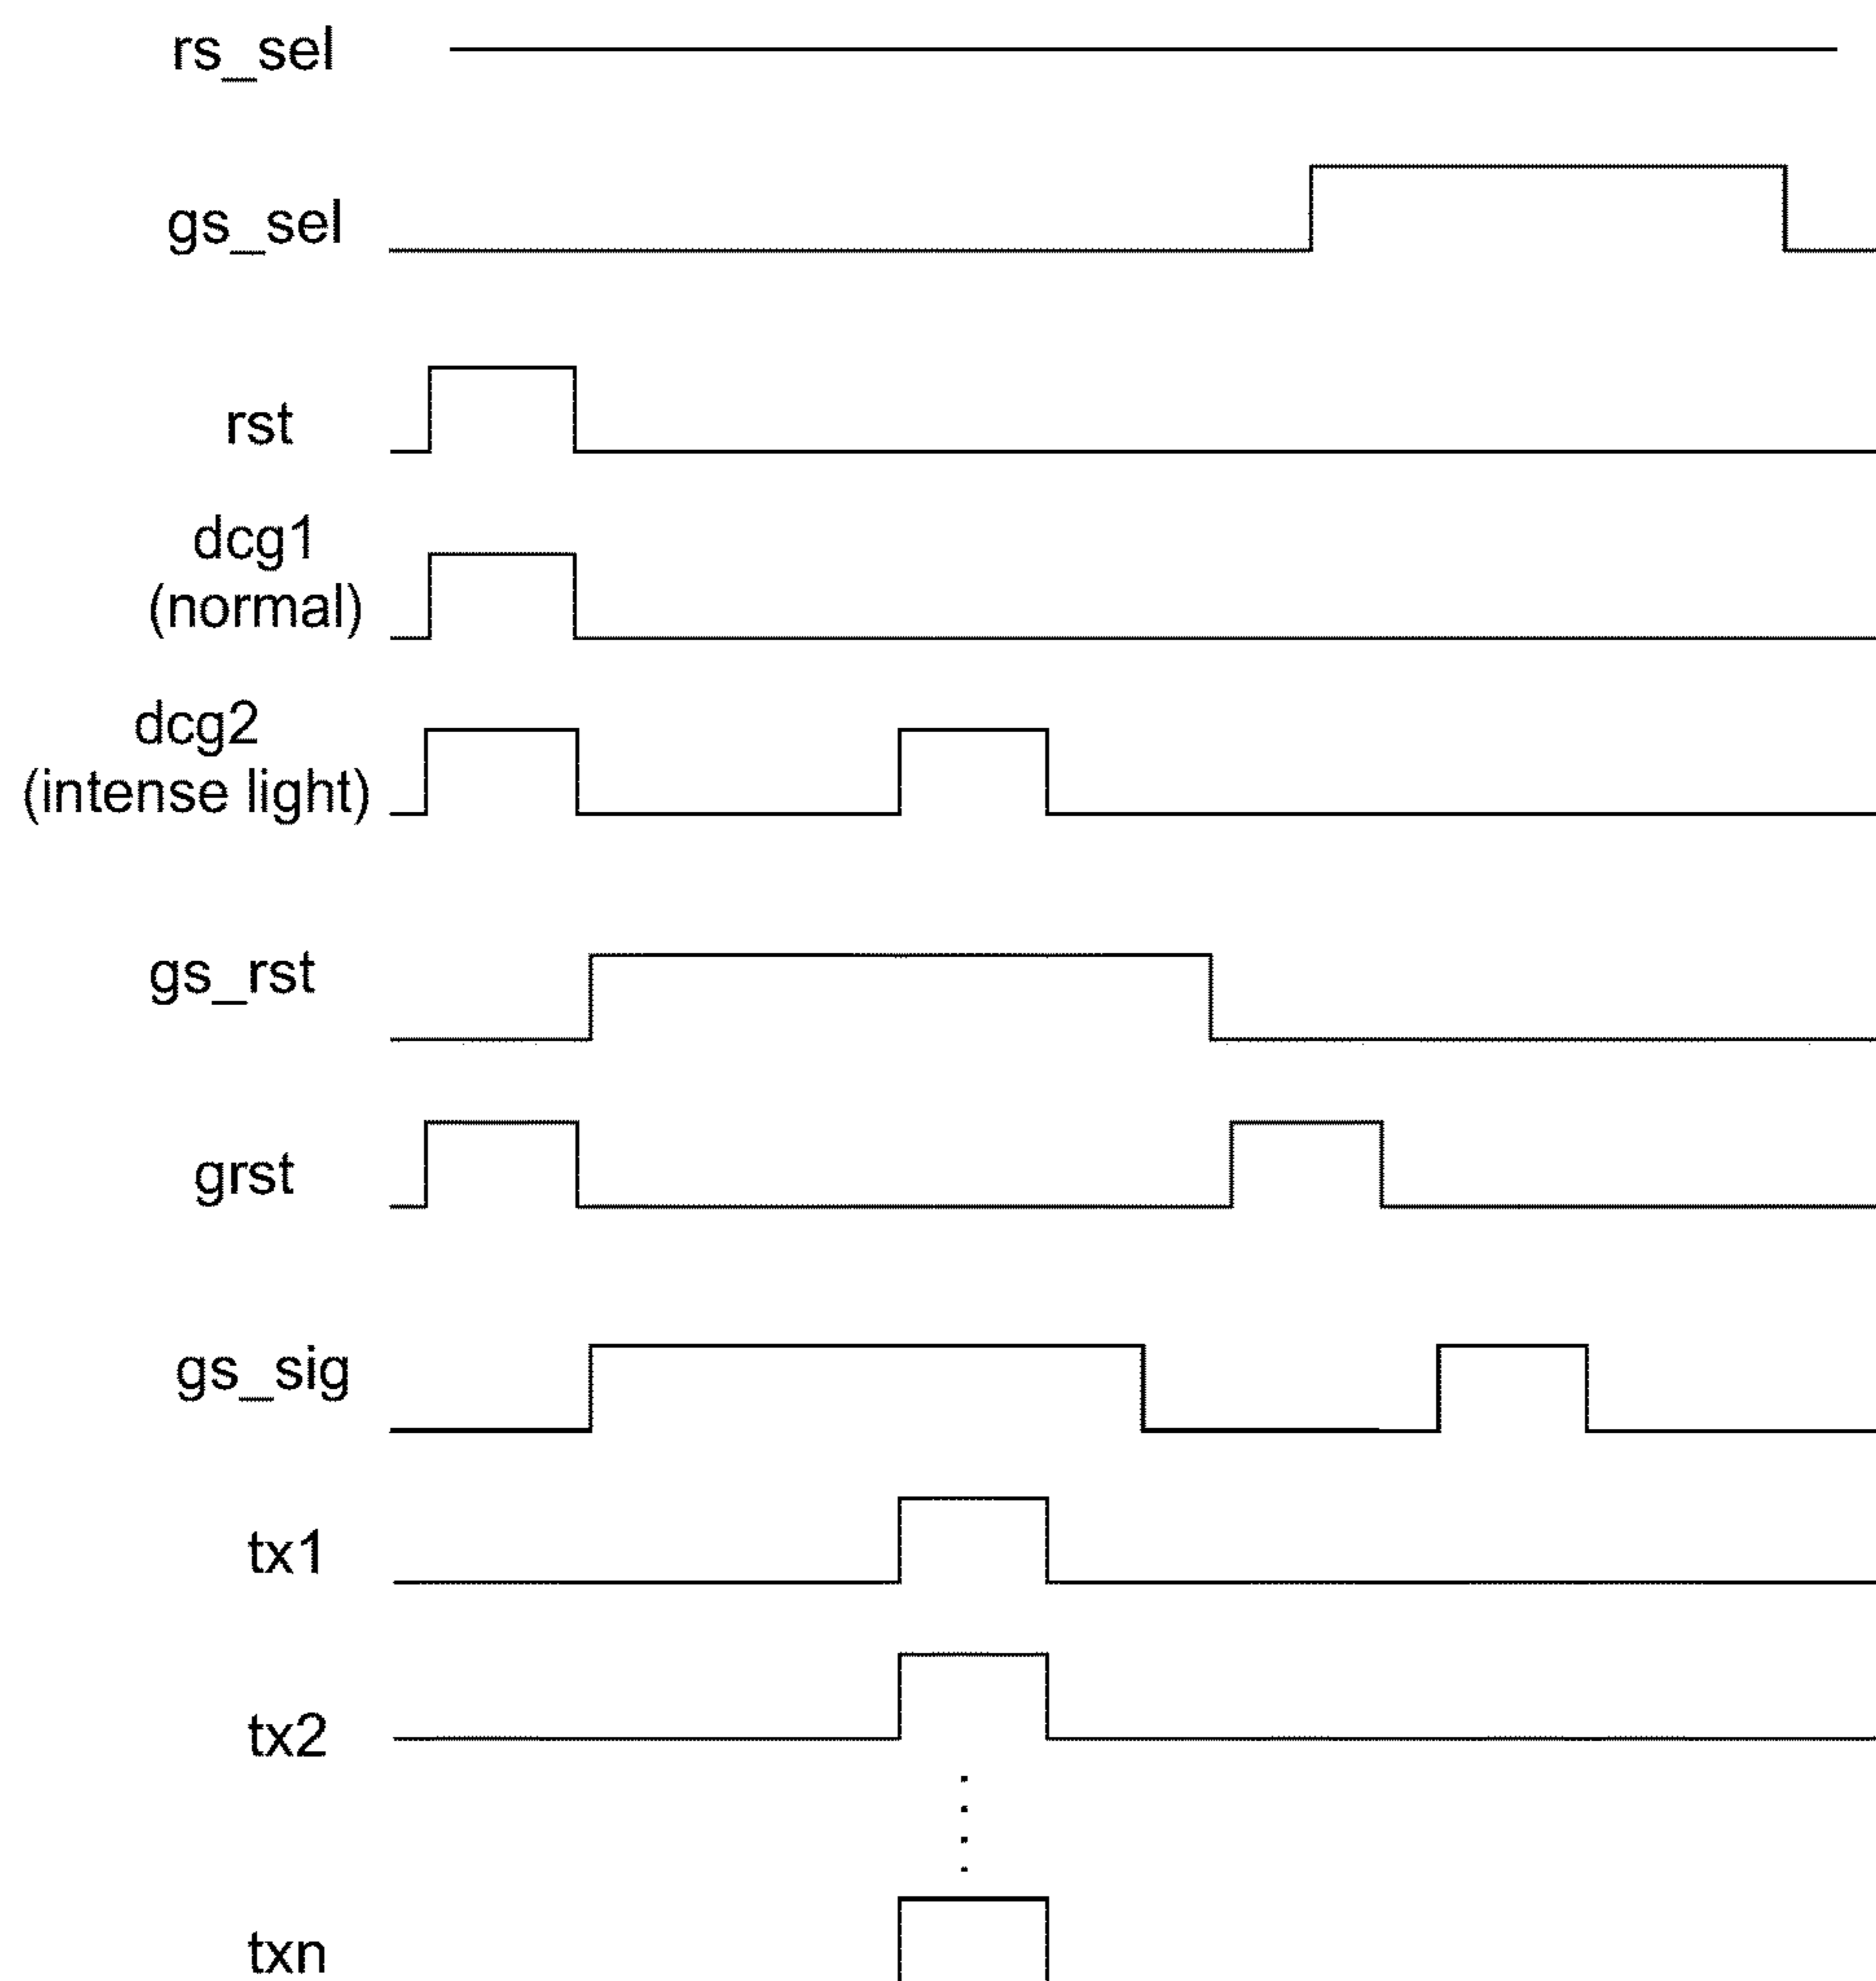 rs_sel
gs_sel
rst
dcg1
(normal)
dcg2
(intense light)
gs_rst
grst
gs_sig
tx1
tx2
txn